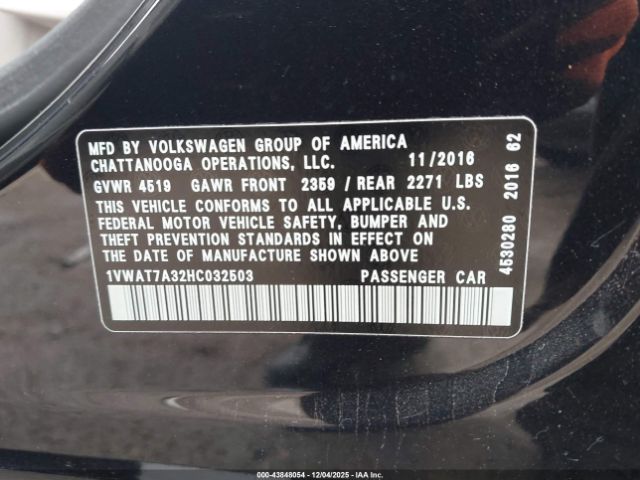 MFD BY VOLKSWAGEN GROUP OF AMERICA
CHATTANOOGA OPERATIONS, LLC. 11/2016
GVWR 4519 GAWR FRONT 2359 / REAR 2271 LBS
THIS VEHICLE CONFORMS TO ALL APPLICABLE U.S.
FEDERAL MOTOR VEHICLE SAFETY, BUMPER AND
THEFT PREVENTION STANDARDS IN EFFECT ON
THE DATE OF MANUFACTURE SHOWN ABOVE
1VWAT7A32HC032503 PASSENGER CAR
4530280 2016 62
000-43848054 - 12/04/2025 - IAAI.com